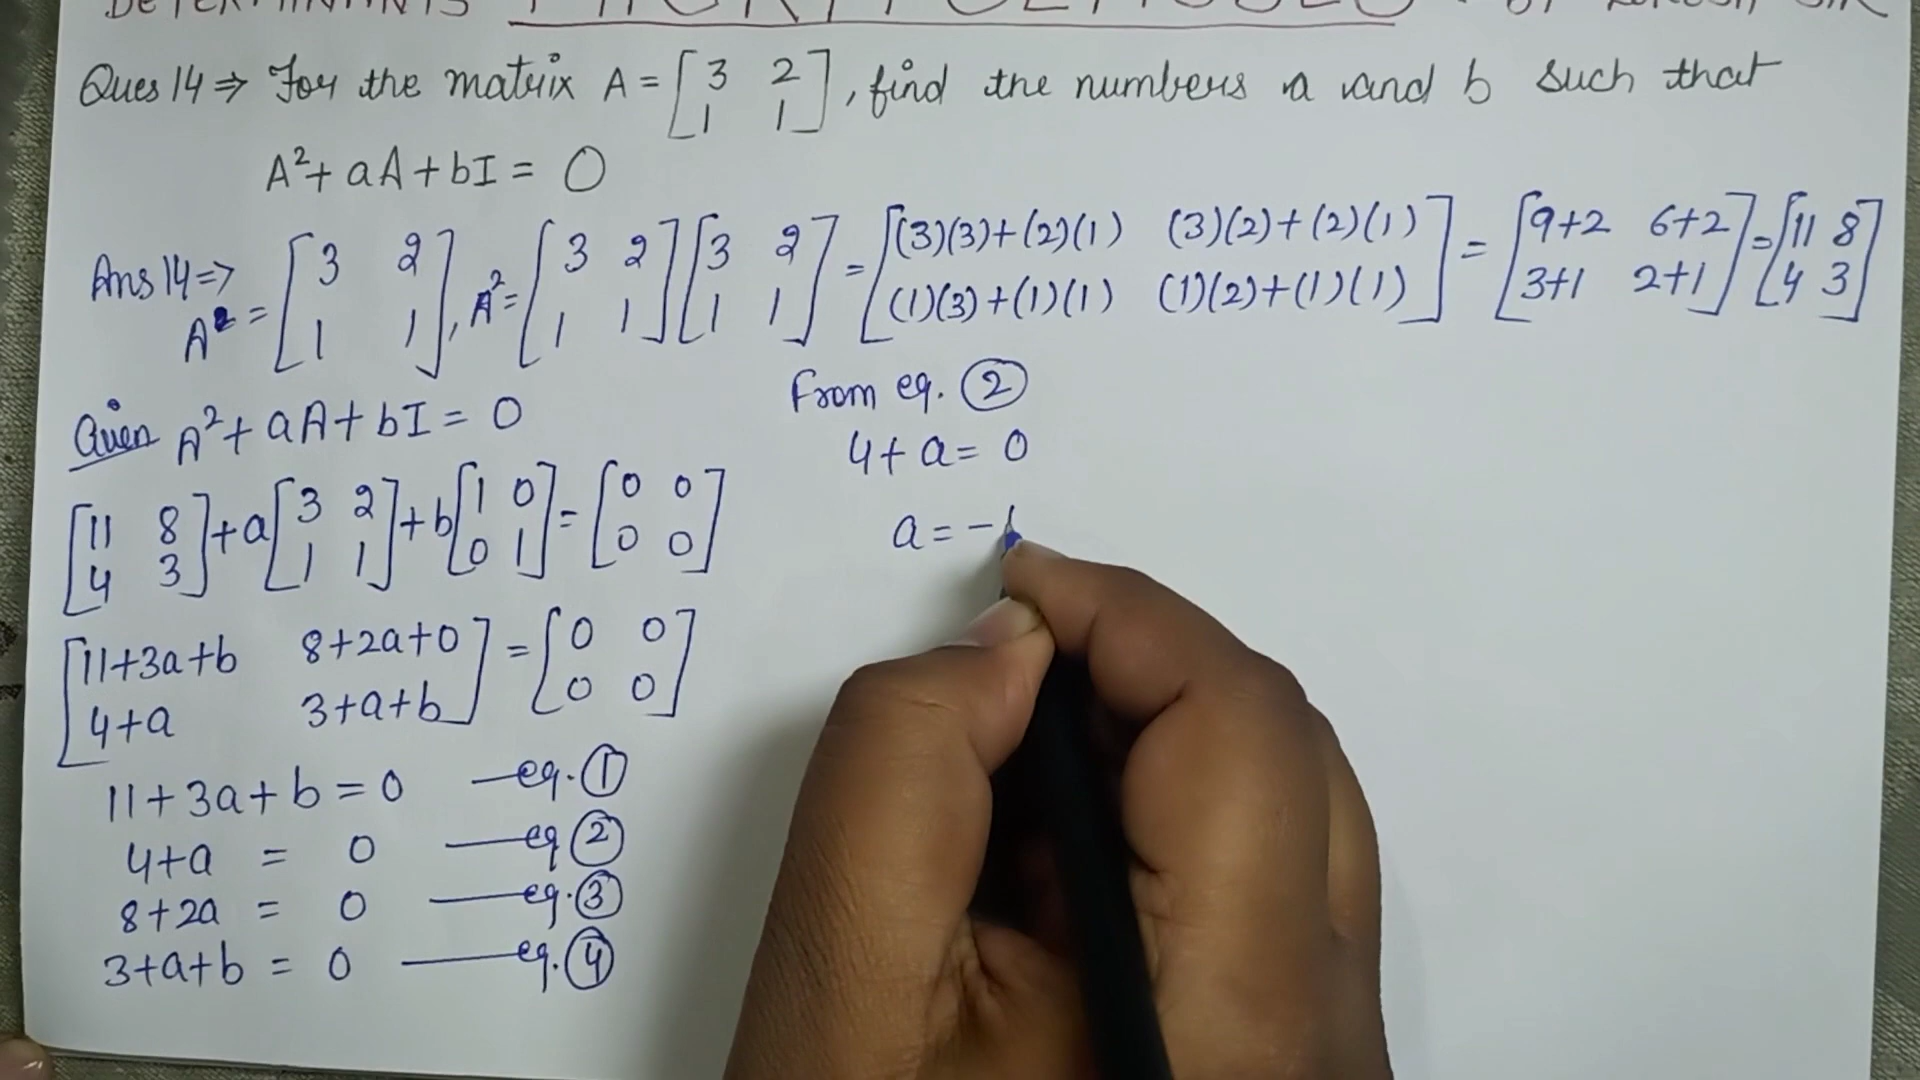 DETERMINANTS
Ques 14 ⇒ For the matrix A = [3 2; 1 1], find the numbers a and b such that
A² + aA + bI = O
Ans 14 ⇒ A = [3 2; 1 1], A² = [3 2; 1 1][3 2; 1 1] = [(3)(3)+(2)(1) (3)(2)+(2)(1); (1)(3)+(1)(1) (1)(2)+(1)(1)] = [9+2 6+2; 3+1 2+1] = [11 8; 4 3]
Given A² + aA + bI = O
[11 8; 4 3] + a[3 2; 1 1] + b[1 0; 0 1] = [0 0; 0 0]
[11+3a+b 8+2a+0; 4+a 3+a+b] = [0 0; 0 0]
11+3a+b = 0 — eq. ①
4+a = 0 — eq ②
8+2a = 0 — eq. ③
3+a+b = 0 — eq. ④
From eq. ②
4 + a = 0
a = -